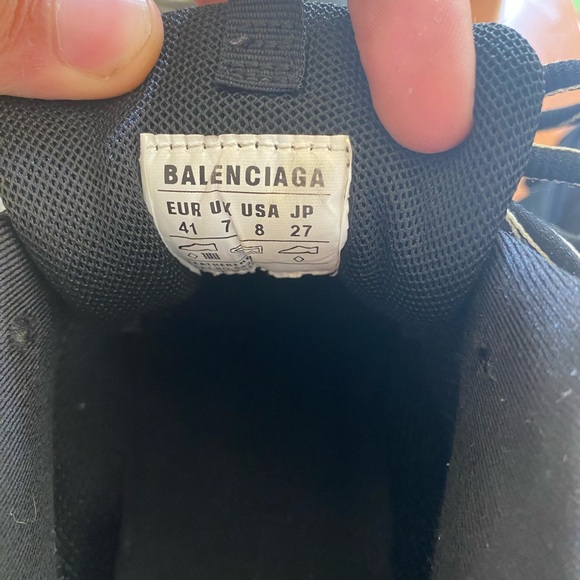 BALENCIAGA
EUR UK USA JP
41 7 8 27